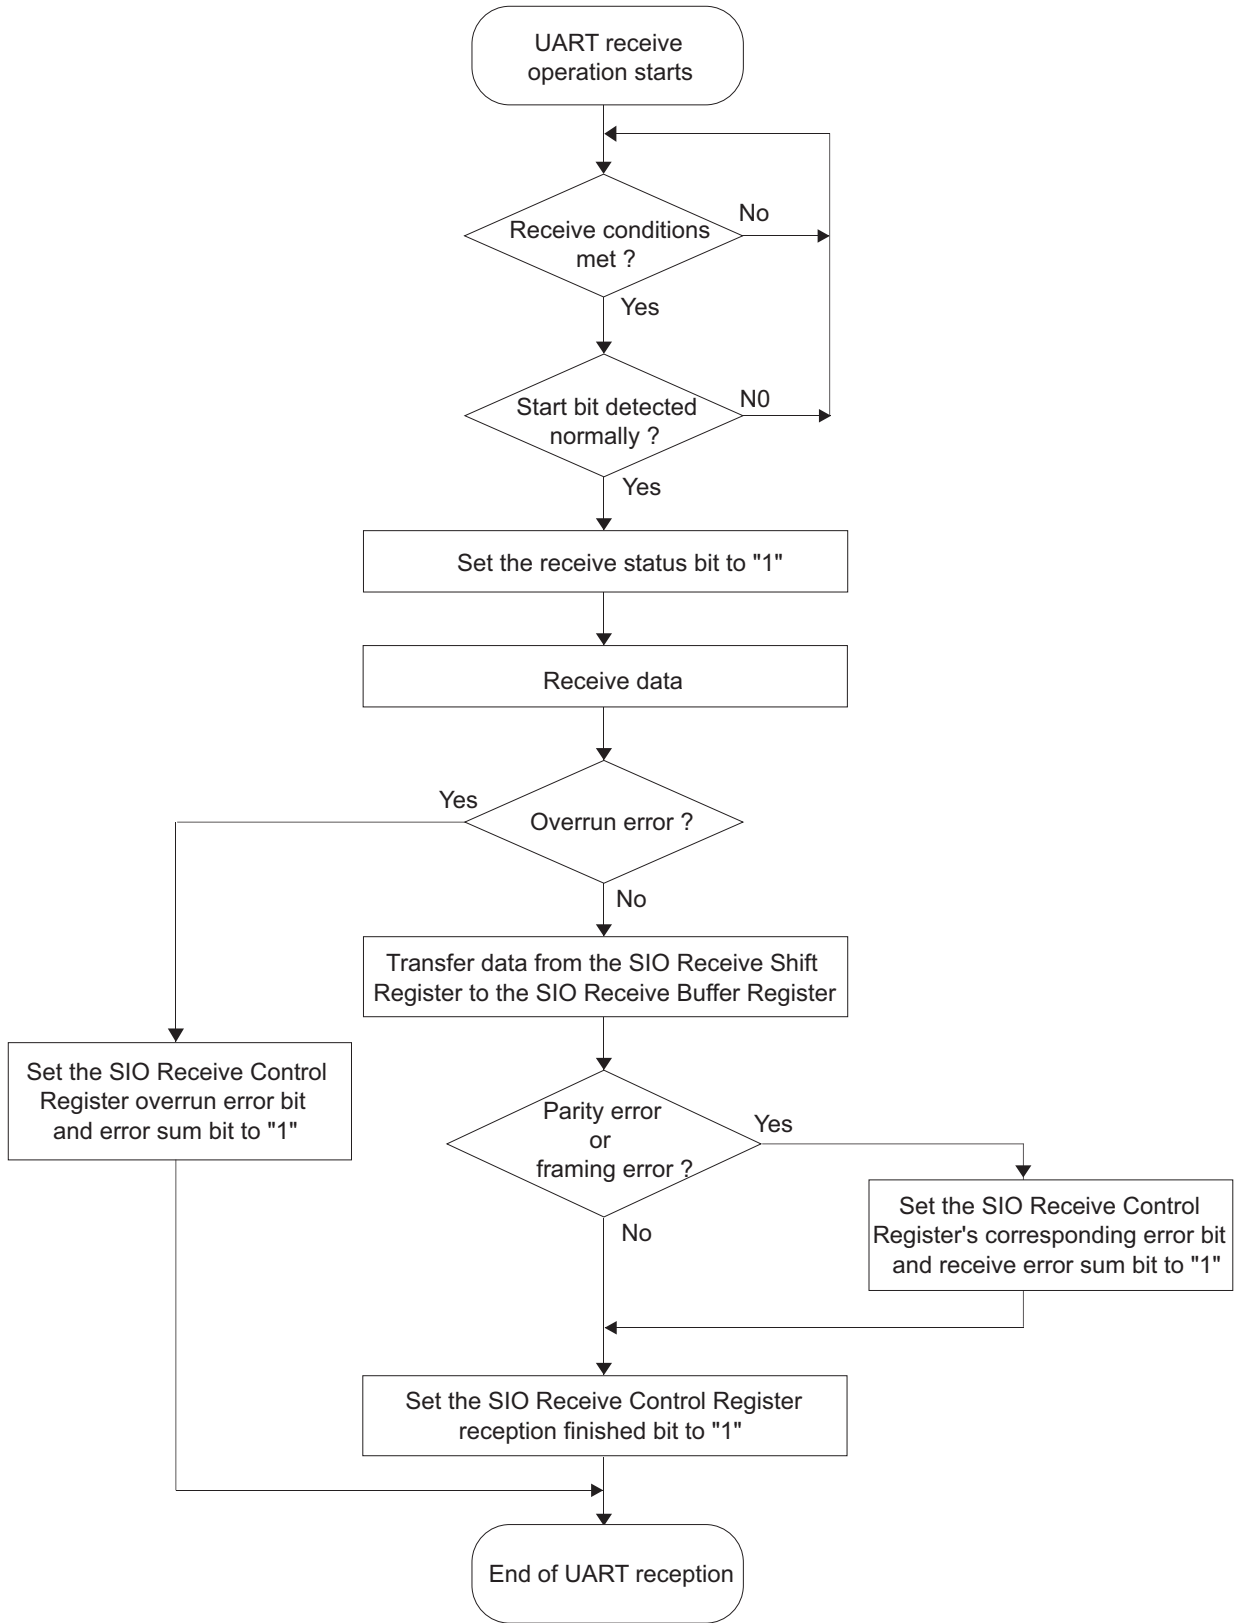 UART receive
operation starts
No
Receive conditions
met ?
Yes
N0
Start bit detected
normally ?
Yes
Set the receive status bit to "1"
Receive data
Yes
Overrun error ?
No
Transfer data from the SIO Receive Shift
Register to the SIO Receive Buffer Register
Set the SIO Receive Control
Register overrun error bit
and error sum bit to "1"
Parity error
or
framing error ?
Yes
No
Set the SIO Receive Control
Register's corresponding error bit
and receive error sum bit to "1"
Set the SIO Receive Control Register
reception finished bit to "1"
End of UART reception